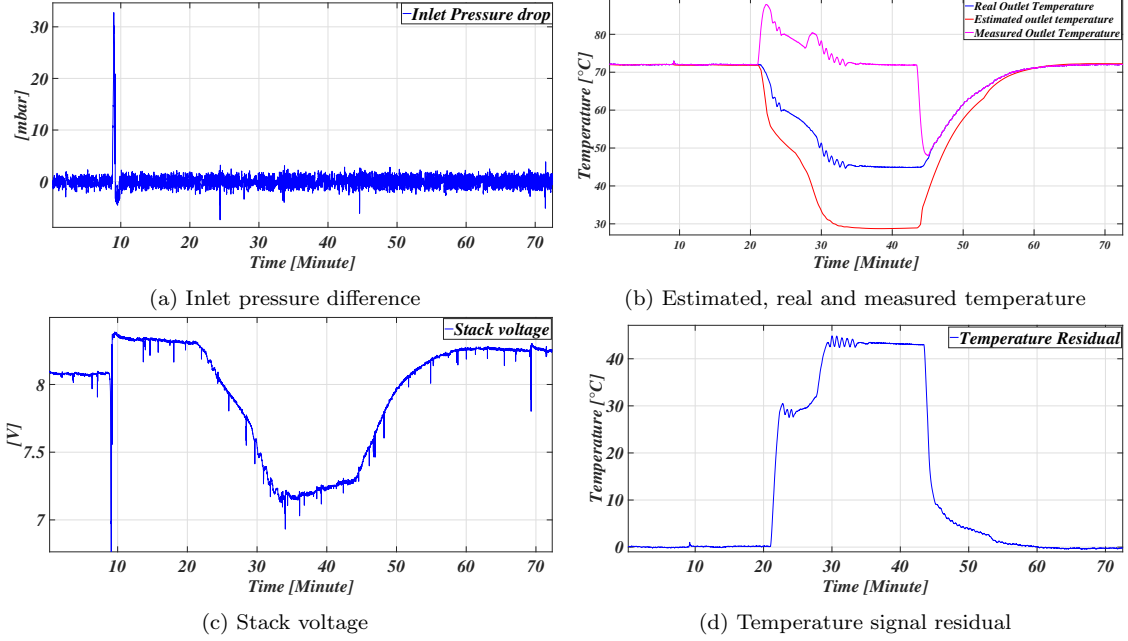 Inlet Pressure drop
30
20
10
0
[mbar]
10 20 30 40 50 60 70
Time [Minute]
(a) Inlet pressure difference
Real Outlet Temperature
Estimated outlet temperature
Measured Outlet Temperature
80
70
60
50
40
30
Temperature [°C]
10 20 30 40 50 60 70
Time [Minute]
(b) Estimated, real and measured temperature
Stack voltage
8
7.5
7
[V]
10 20 30 40 50 60 70
Time [Minute]
(c) Stack voltage
Temperature Residual
40
30
20
10
0
Temperature [°C]
10 20 30 40 50 60 70
Time [Minute]
(d) Temperature signal residual